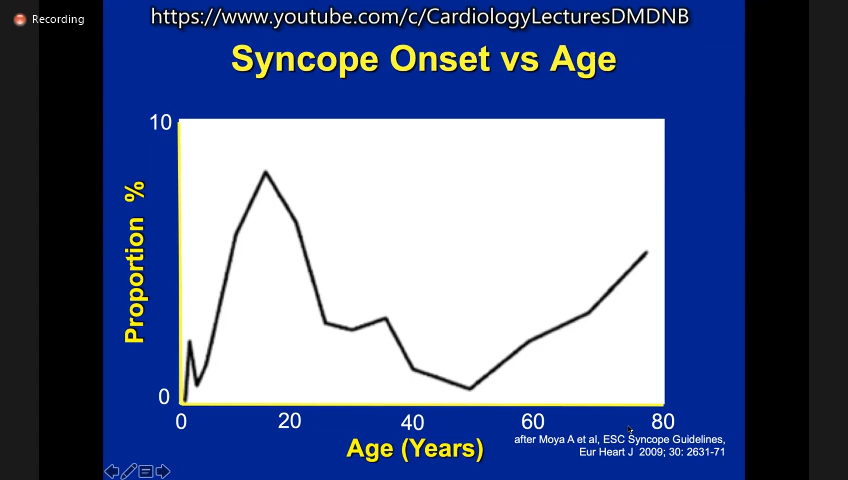 Recording
https://www.youtube.com/c/CardiologyLecturesDMDNB
Syncope Onset vs Age
10
Proportion %
0
0 20 40 60 80
Age (Years)
after Moya A et al, ESC Syncope Guidelines,
Eur Heart J 2009; 30: 2631-71